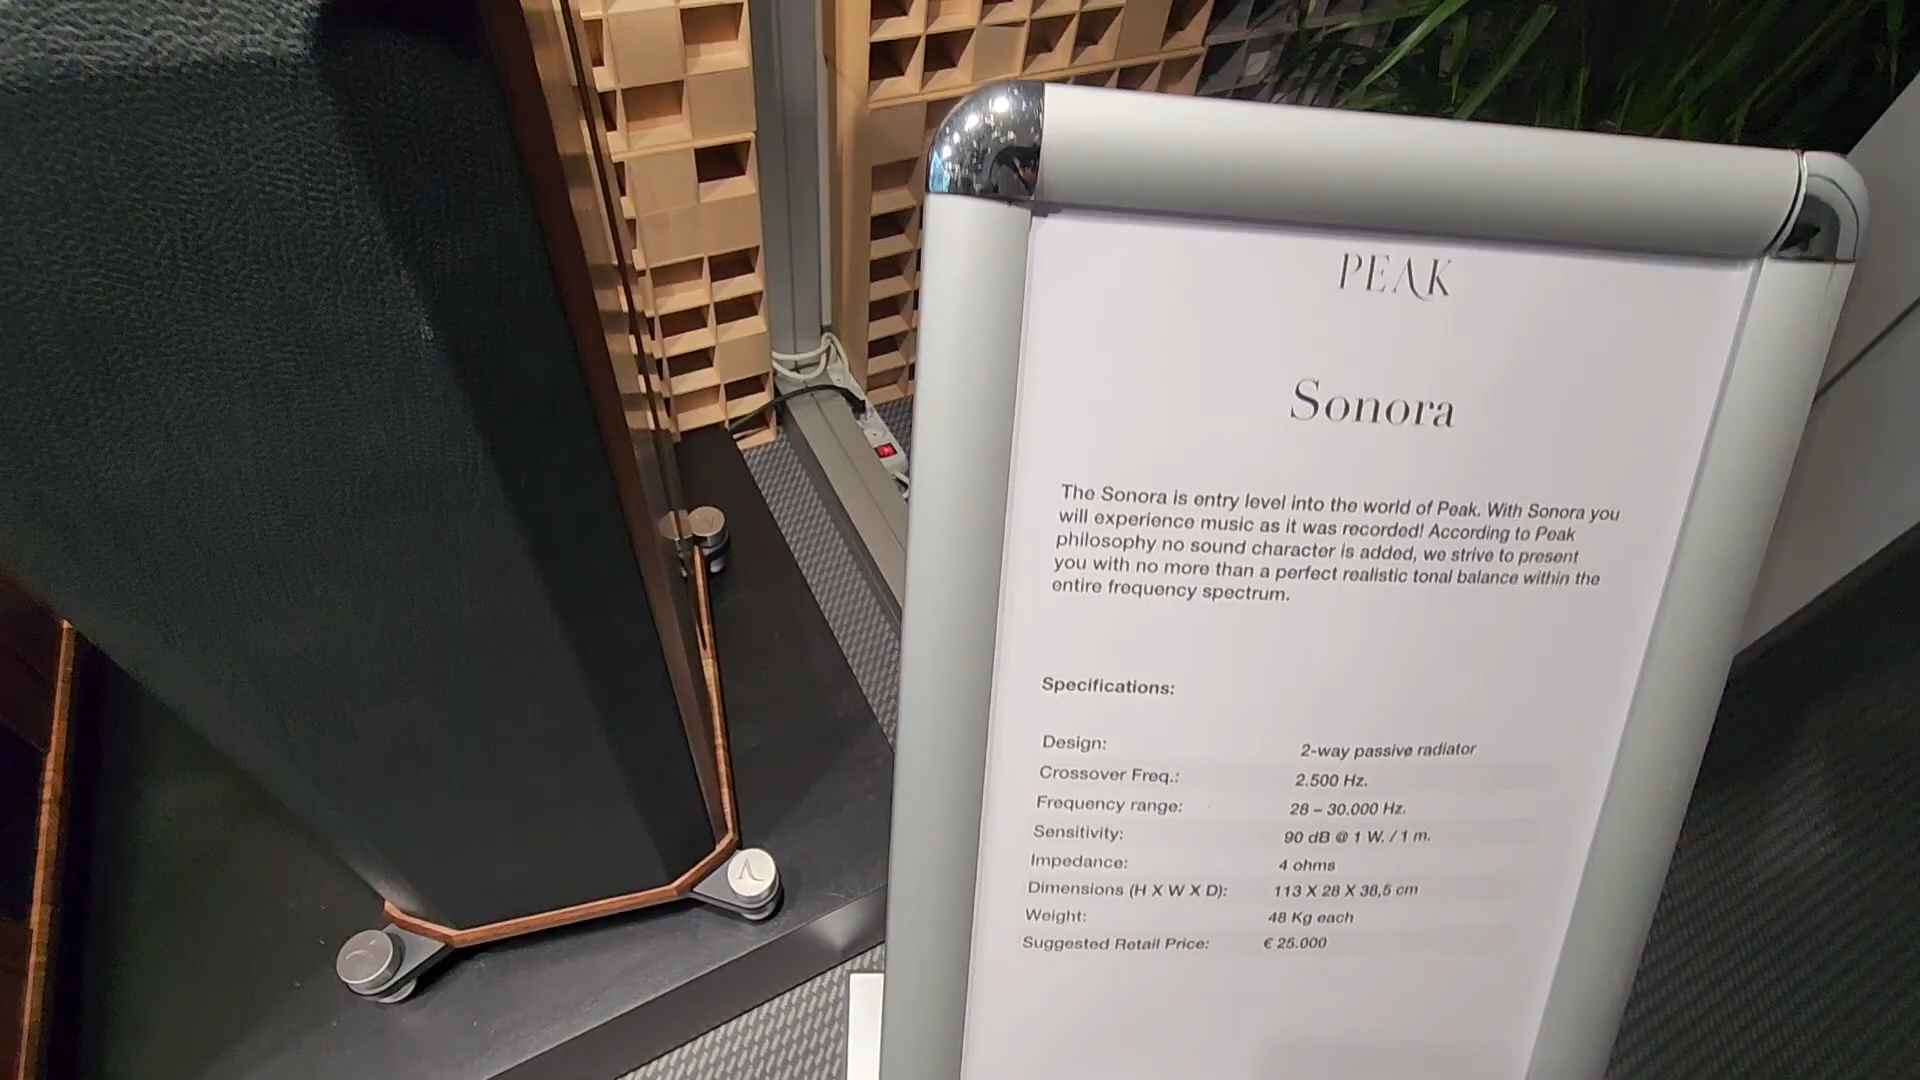 PEAK
Sonora
The Sonora is entry level into the world of Peak. With Sonora you
will experience music as it was recorded! According to Peak
philosophy no sound character is added, we strive to present
you with no more than a perfect realistic tonal balance within the
entire frequency spectrum.
Specifications:
Design: 2-way passive radiator
Crossover Freq.: 2.500 Hz.
Frequency range: 28 – 30.000 Hz.
Sensitivity: 90 dB @ 1 W. / 1 m.
Impedance: 4 ohms
Dimensions (H X W X D): 113 X 28 X 38,5 cm
Weight: 48 Kg each
Suggested Retail Price: € 25.000